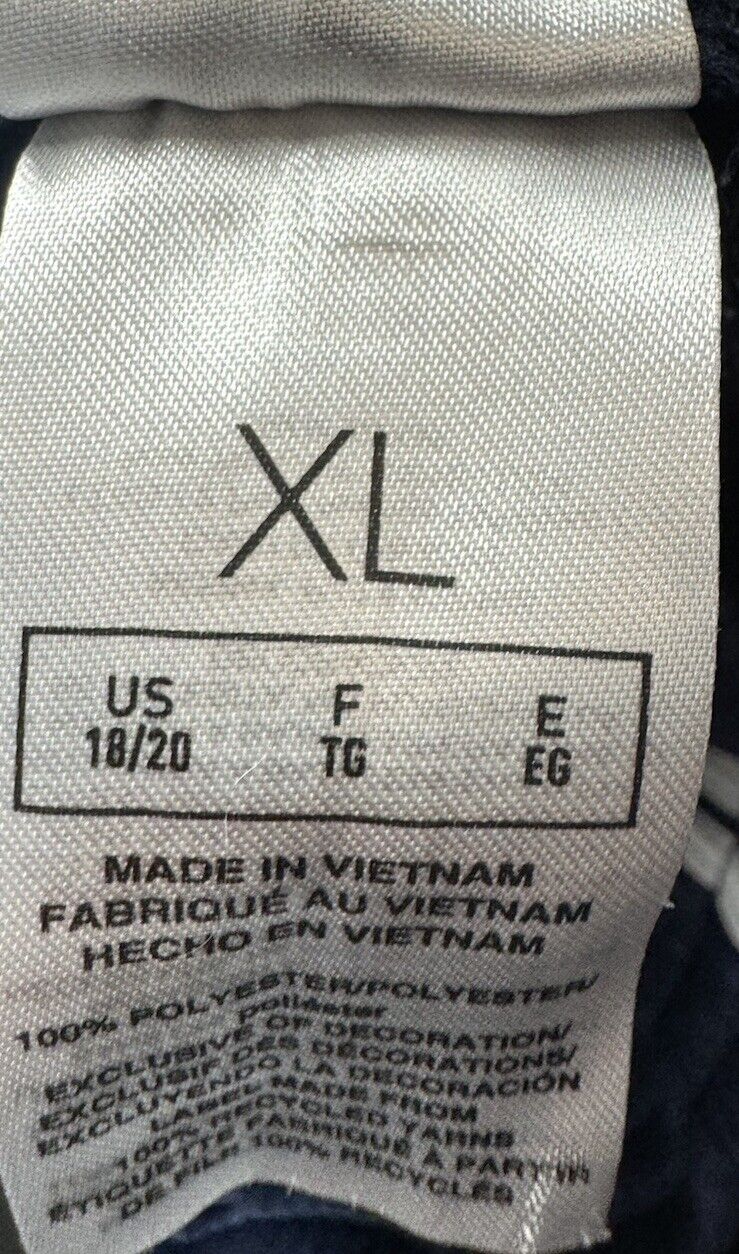 XL
US F E
18/20 TG EG
MADE IN VIETNAM
FABRIQUÉ AU VIETNAM
HECHO EN VIETNAM
100% POLYESTER/POLYESTER/
poliéster
EXCLUSIVE OF DECORATION/
EXCLUSIF DES DÉCORATIONS/
EXCLUYENDO LA DECORACIÓN
LABEL MADE FROM
100% RECYCLED YARNS
ÉTIQUETTE FABRIQUÉ À PARTIR
DE FILM 100% RECYCLÉS